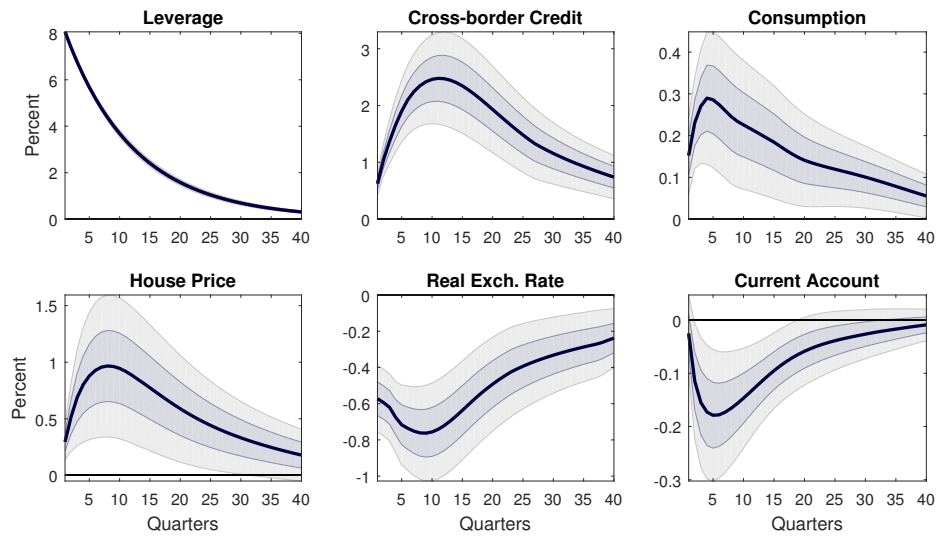 Leverage
Percent
8
6
4
2
0
5 10 15 20 25 30 35 40
Cross-border Credit
3
2
1
0
5 10 15 20 25 30 35 40
Consumption
0.4
0.3
0.2
0.1
0
5 10 15 20 25 30 35 40
House Price
Percent
1.5
1
0.5
0
5 10 15 20 25 30 35 40
Quarters
Real Exch. Rate
0
-0.2
-0.4
-0.6
-0.8
-1
5 10 15 20 25 30 35 40
Quarters
Current Account
0
-0.1
-0.2
-0.3
5 10 15 20 25 30 35 40
Quarters